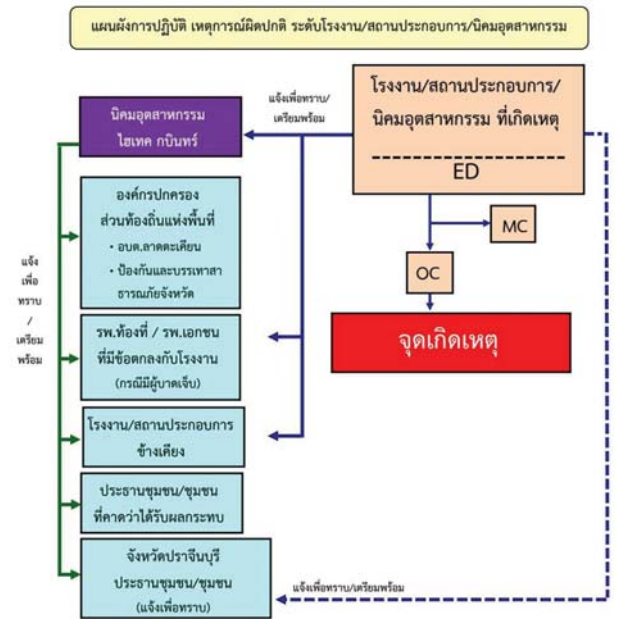 แผนผังการปฏิบัติ เหตุการณ์ผิดปกติ ระดับโรงงาน/สถานประกอบการ/นิคมอุตสาหกรรม
นิคมอุตสาหกรรม
ไฮเทค กบินทร์
แจ้งเพื่อทราบ/
เตรียมพร้อม
โรงงาน/สถานประกอบการ/
นิคมอุตสาหกรรม ที่เกิดเหตุ
ED
MC
OC
จุดเกิดเหตุ
แจ้ง
เพื่อ
ทราบ
/
เตรียม
พร้อม
องค์กรปกครอง
ส่วนท้องถิ่นแห่งพื้นที่
• อบต.ลาดตะเคียน
• ป้องกันและบรรเทาสา
ธารณภัยจังหวัด
รพ.ท้องที่ / รพ.เอกชน
ที่มีข้อตกลงกับโรงงาน
(กรณีมีผู้บาดเจ็บ)
โรงงาน/สถานประกอบการ
ข้างเคียง
ประธานชุมชน/ชุมชน
ที่คาดว่าได้รับผลกระทบ
จังหวัดปราจีนบุรี
ประธานชุมชน/ชุมชน
(แจ้งเพื่อทราบ)
แจ้งเพื่อทราบ/เตรียมพร้อม